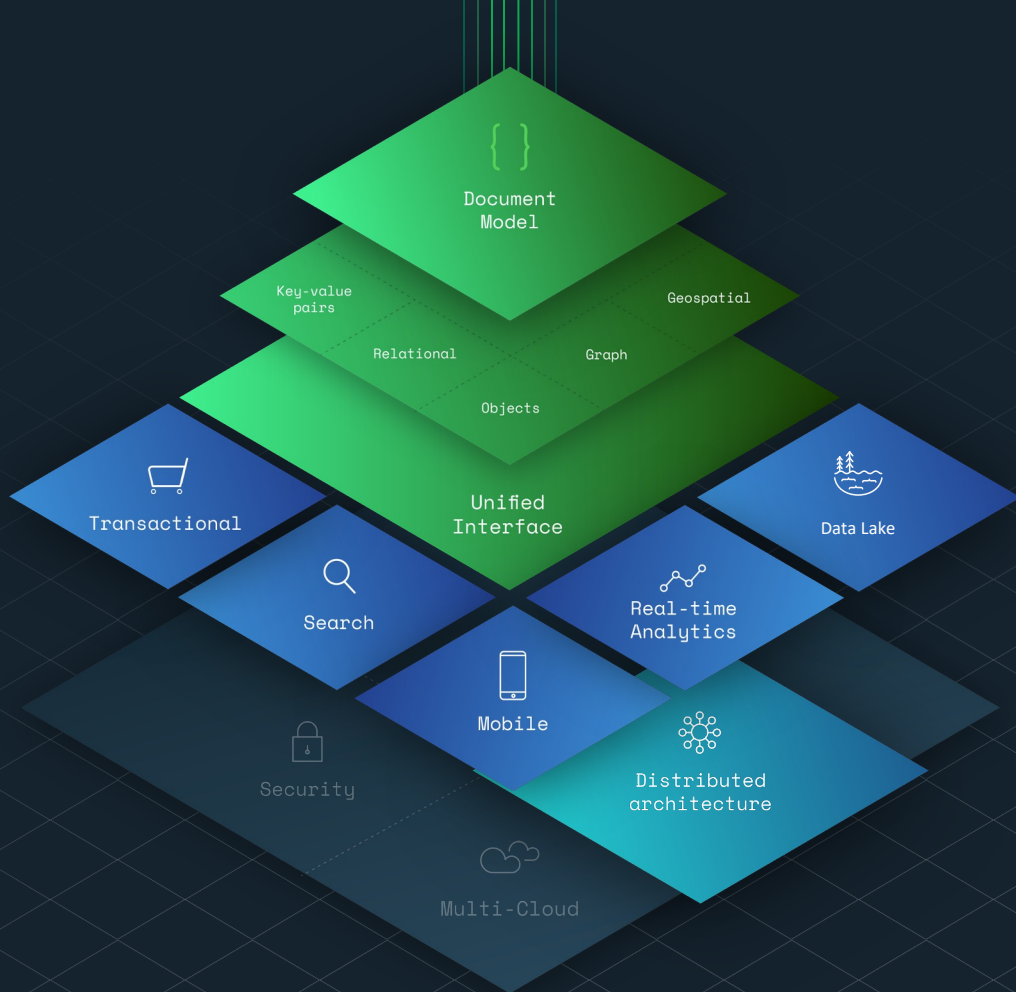 { }
Document
Model
Key-value
pairs
Geospatial
Relational
Graph
Objects
Unified
Interface
Transactional
Data Lake
Search
Real-time
Analytics
Mobile
Security
Distributed
architecture
Multi-Cloud